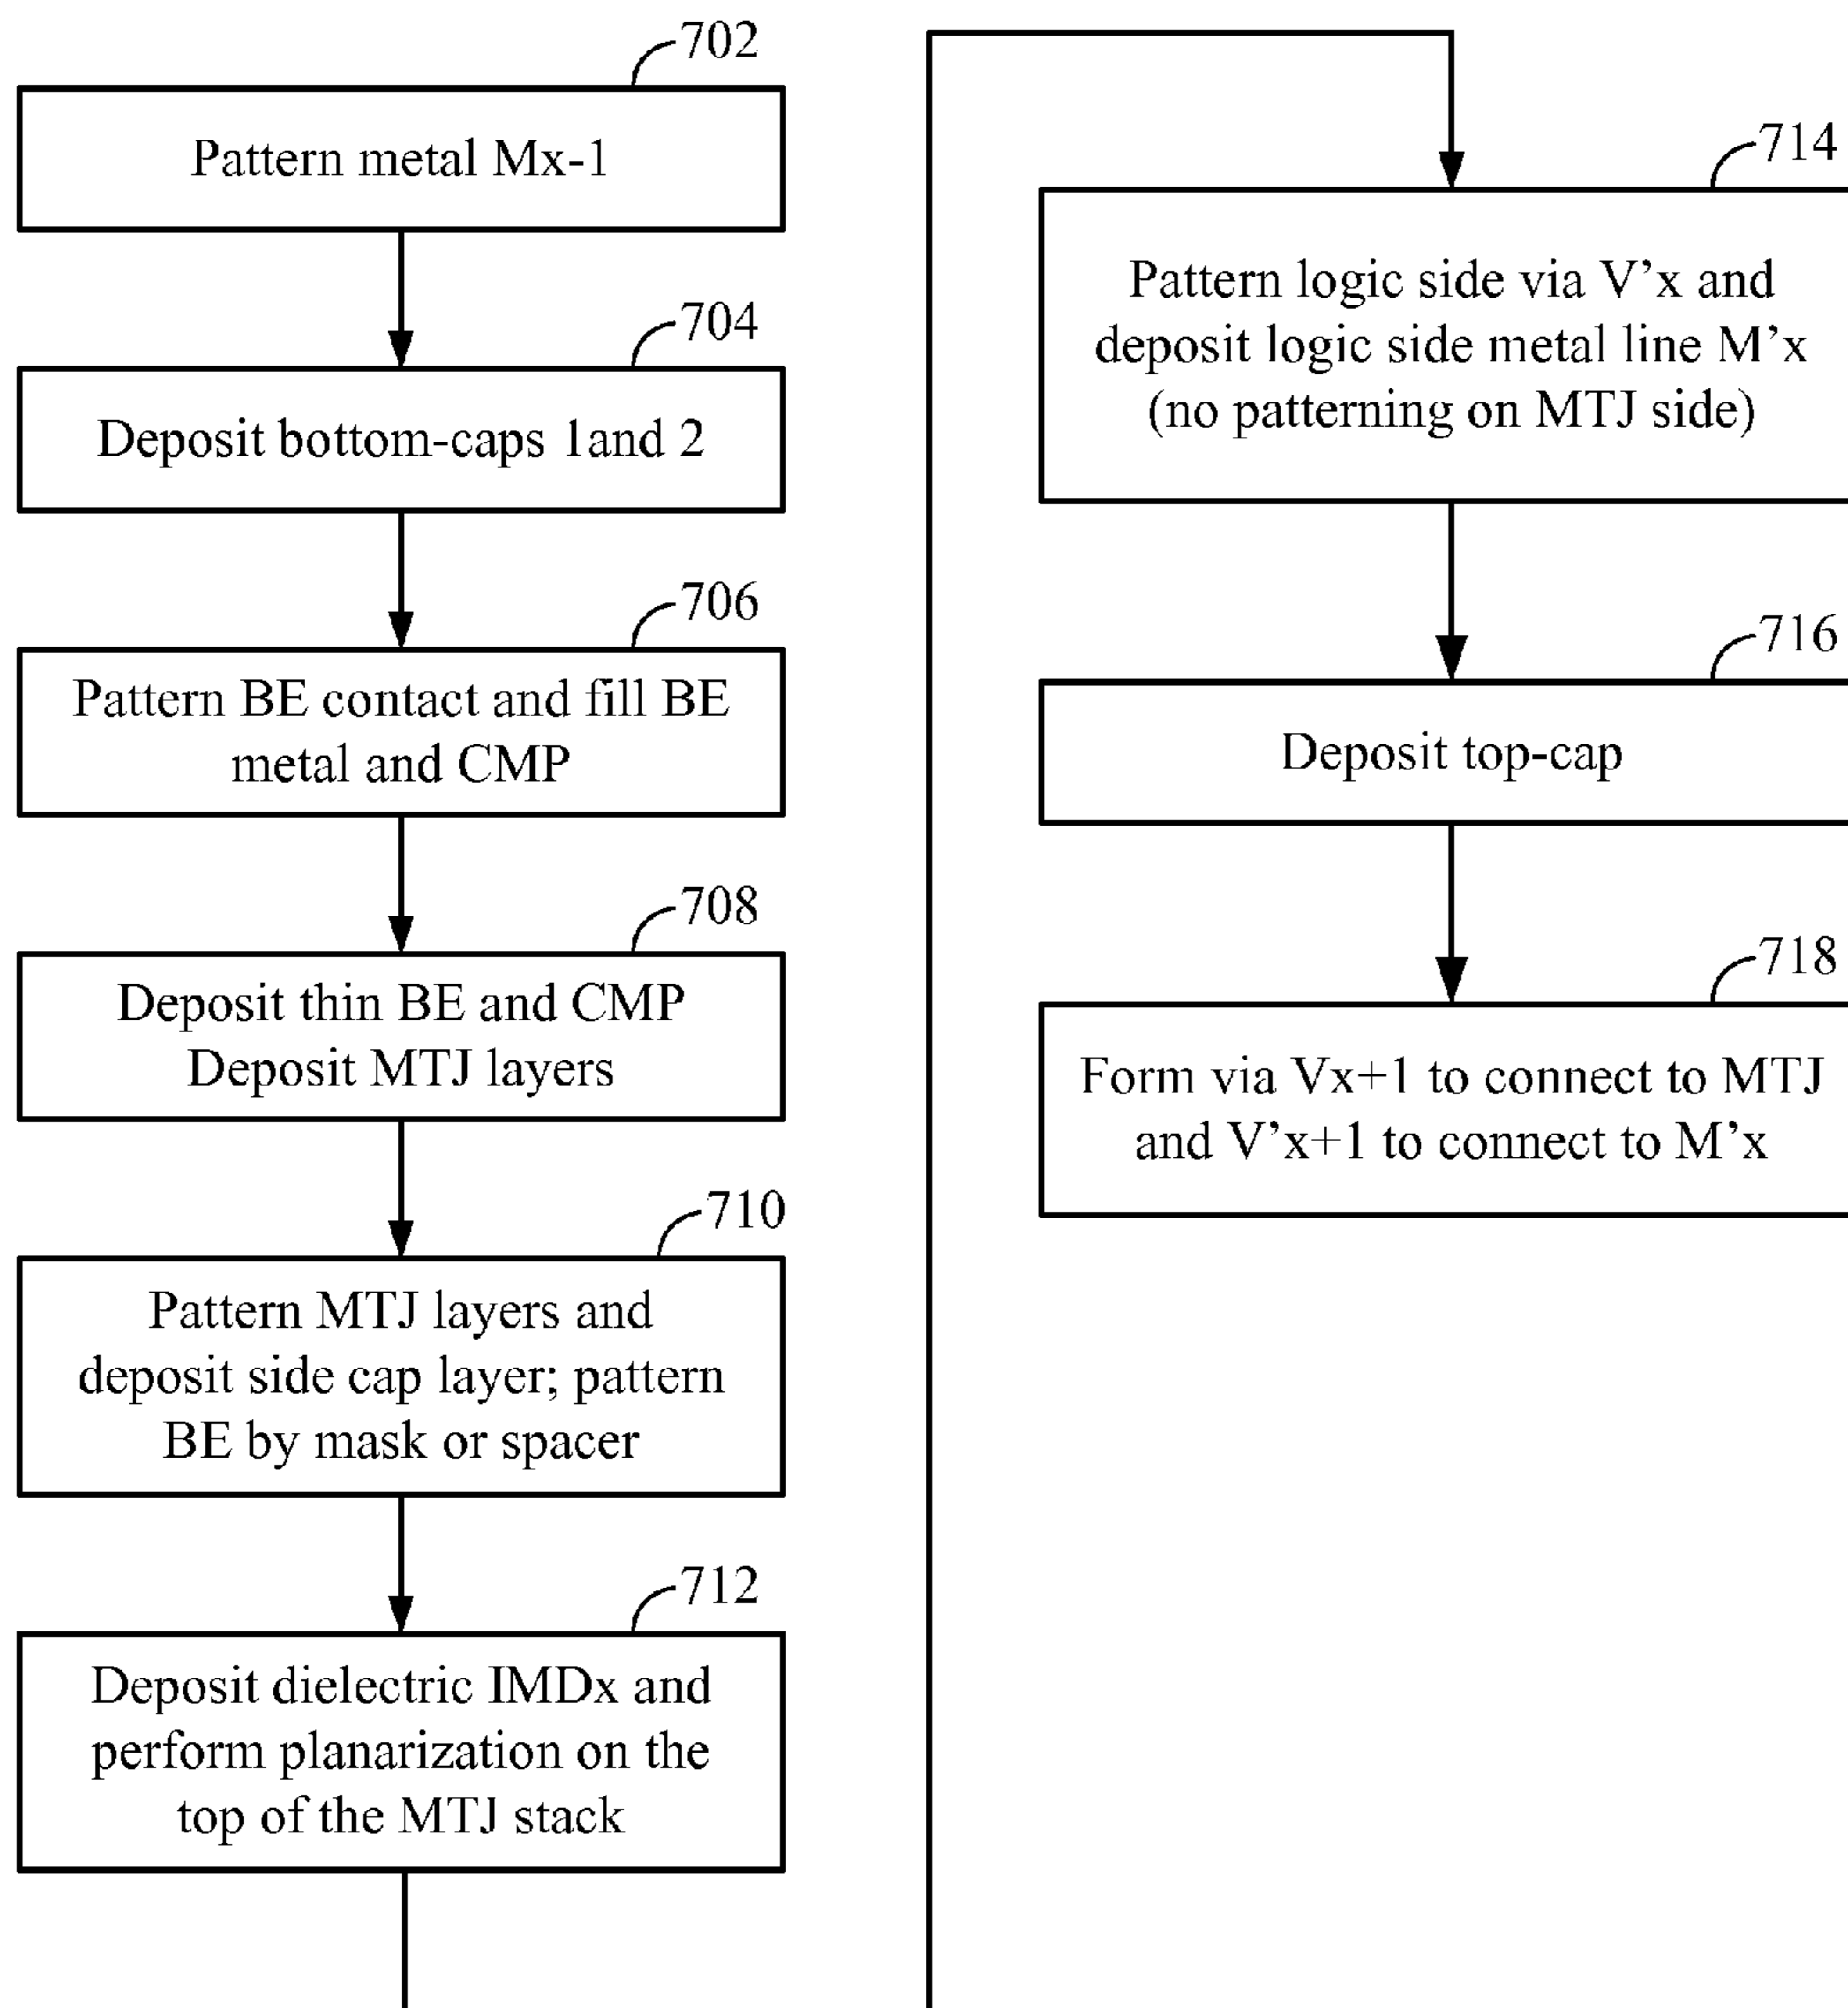 702
Pattern metal Mx-1
704
Deposit bottom-caps 1and 2
706
Pattern BE contact and fill BE
metal and CMP
708
Deposit thin BE and CMP
Deposit MTJ layers
710
Pattern MTJ layers and
deposit side cap layer; pattern
BE by mask or spacer
712
Deposit dielectric IMDx and
perform planarization on the
top of the MTJ stack
714
Pattern logic side via V’x and
deposit logic side metal line M’x
(no patterning on MTJ side)
716
Deposit top-cap
718
Form via Vx+1 to connect to MTJ
and V’x+1 to connect to M’x